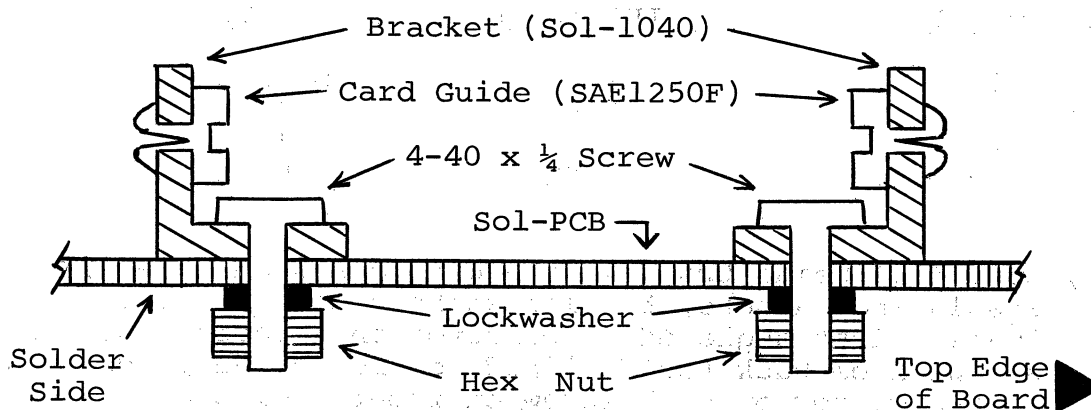 Bracket (Sol-1040)
Card Guide (SAE1250F)
4-40 x ¼ Screw
Sol-PCB
Lockwasher
Solder
Side
Hex Nut
Top Edge
of Board